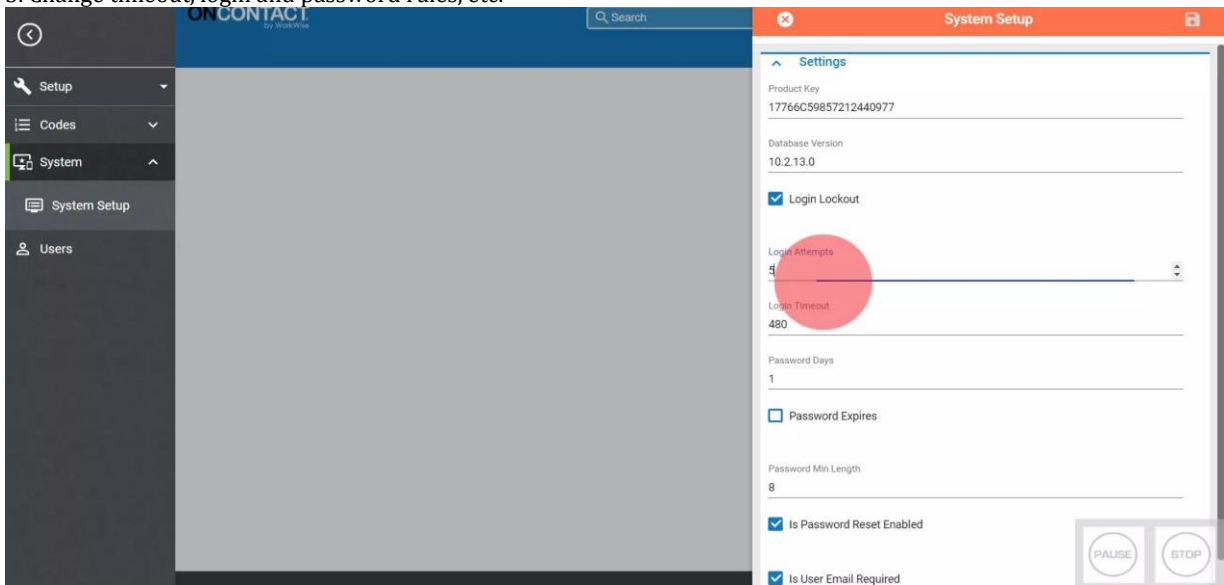 3. Change timeout, login and password rules, etc.
ONCONTACT
by WorkWise
Search
System Setup
Setup
Codes
System
System Setup
Users
Settings
Product Key
17766C59857212440977
Database Version
10.2.13.0
Login Lockout
Login Attempts
5
Login Timeout
480
Password Days
1
Password Expires
Password Min Length
8
Is Password Reset Enabled
Is User Email Required
PAUSE
STOP